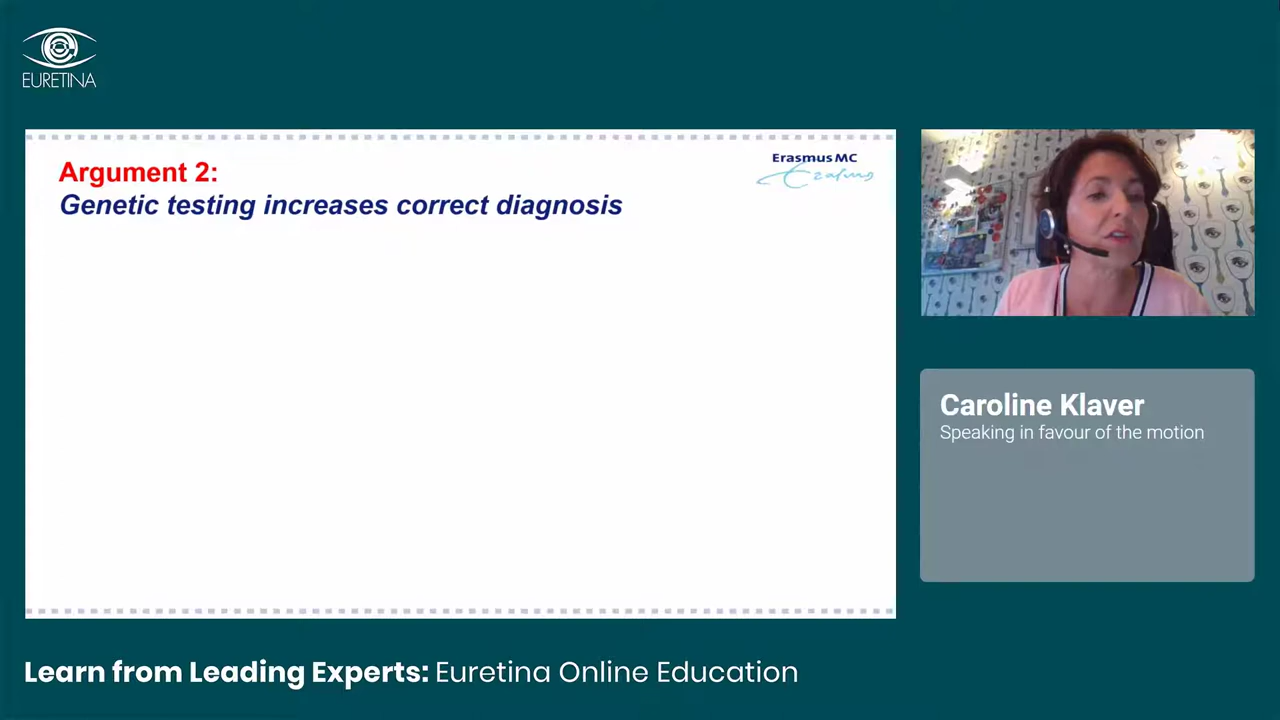 EURETINA
Argument 2:
Genetic testing increases correct diagnosis
Erasmus MC
Erasmus
Caroline Klaver
Speaking in favour of the motion
Learn from Leading Experts: Euretina Online Education